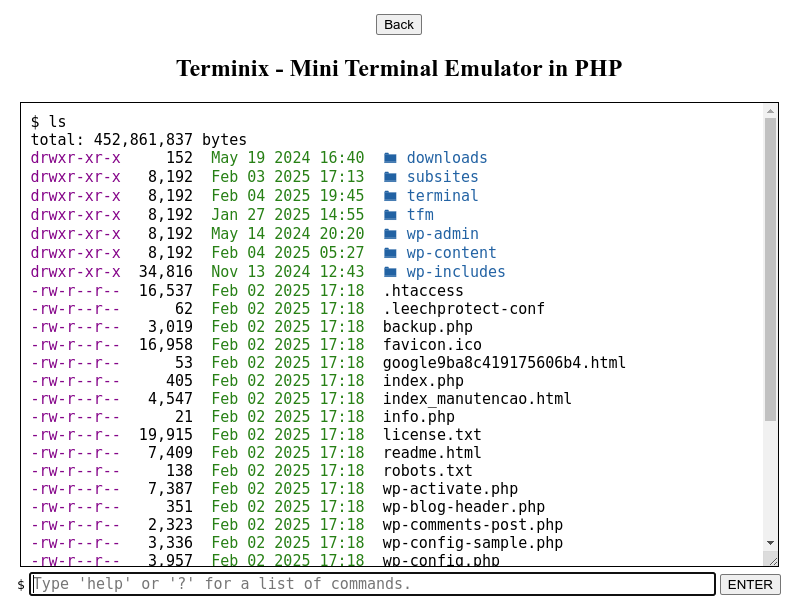 Back
Terminix - Mini Terminal Emulator in PHP
$ ls
total: 452,861,837 bytes
drwxr-xr-x     152  May 19 2024 16:40  downloads
drwxr-xr-x   8,192  Feb 03 2025 17:13  subsites
drwxr-xr-x   8,192  Feb 04 2025 19:45  terminal
drwxr-xr-x   8,192  Jan 27 2025 14:55  tfm
drwxr-xr-x   8,192  May 14 2024 20:20  wp-admin
drwxr-xr-x   8,192  Feb 04 2025 05:27  wp-content
drwxr-xr-x  34,816  Nov 13 2024 12:43  wp-includes
-rw-r--r--  16,537  Feb 02 2025 17:18  .htaccess
-rw-r--r--      62  Feb 02 2025 17:18  .leechprotect-conf
-rw-r--r--   3,019  Feb 02 2025 17:18  backup.php
-rw-r--r--  16,958  Feb 02 2025 17:18  favicon.ico
-rw-r--r--      53  Feb 02 2025 17:18  google9ba8c419175606b4.html
-rw-r--r--     405  Feb 02 2025 17:18  index.php
-rw-r--r--   4,547  Feb 02 2025 17:18  index_manutencao.html
-rw-r--r--      21  Feb 02 2025 17:18  info.php
-rw-r--r--  19,915  Feb 02 2025 17:18  license.txt
-rw-r--r--   7,409  Feb 02 2025 17:18  readme.html
-rw-r--r--     138  Feb 02 2025 17:18  robots.txt
-rw-r--r--   7,387  Feb 02 2025 17:18  wp-activate.php
-rw-r--r--     351  Feb 02 2025 17:18  wp-blog-header.php
-rw-r--r--   2,323  Feb 02 2025 17:18  wp-comments-post.php
-rw-r--r--   3,336  Feb 02 2025 17:18  wp-config-sample.php
-rw-r--r--   3,957  Feb 02 2025 17:18  wp-config.php
$ Type 'help' or '?' for a list of commands. ENTER